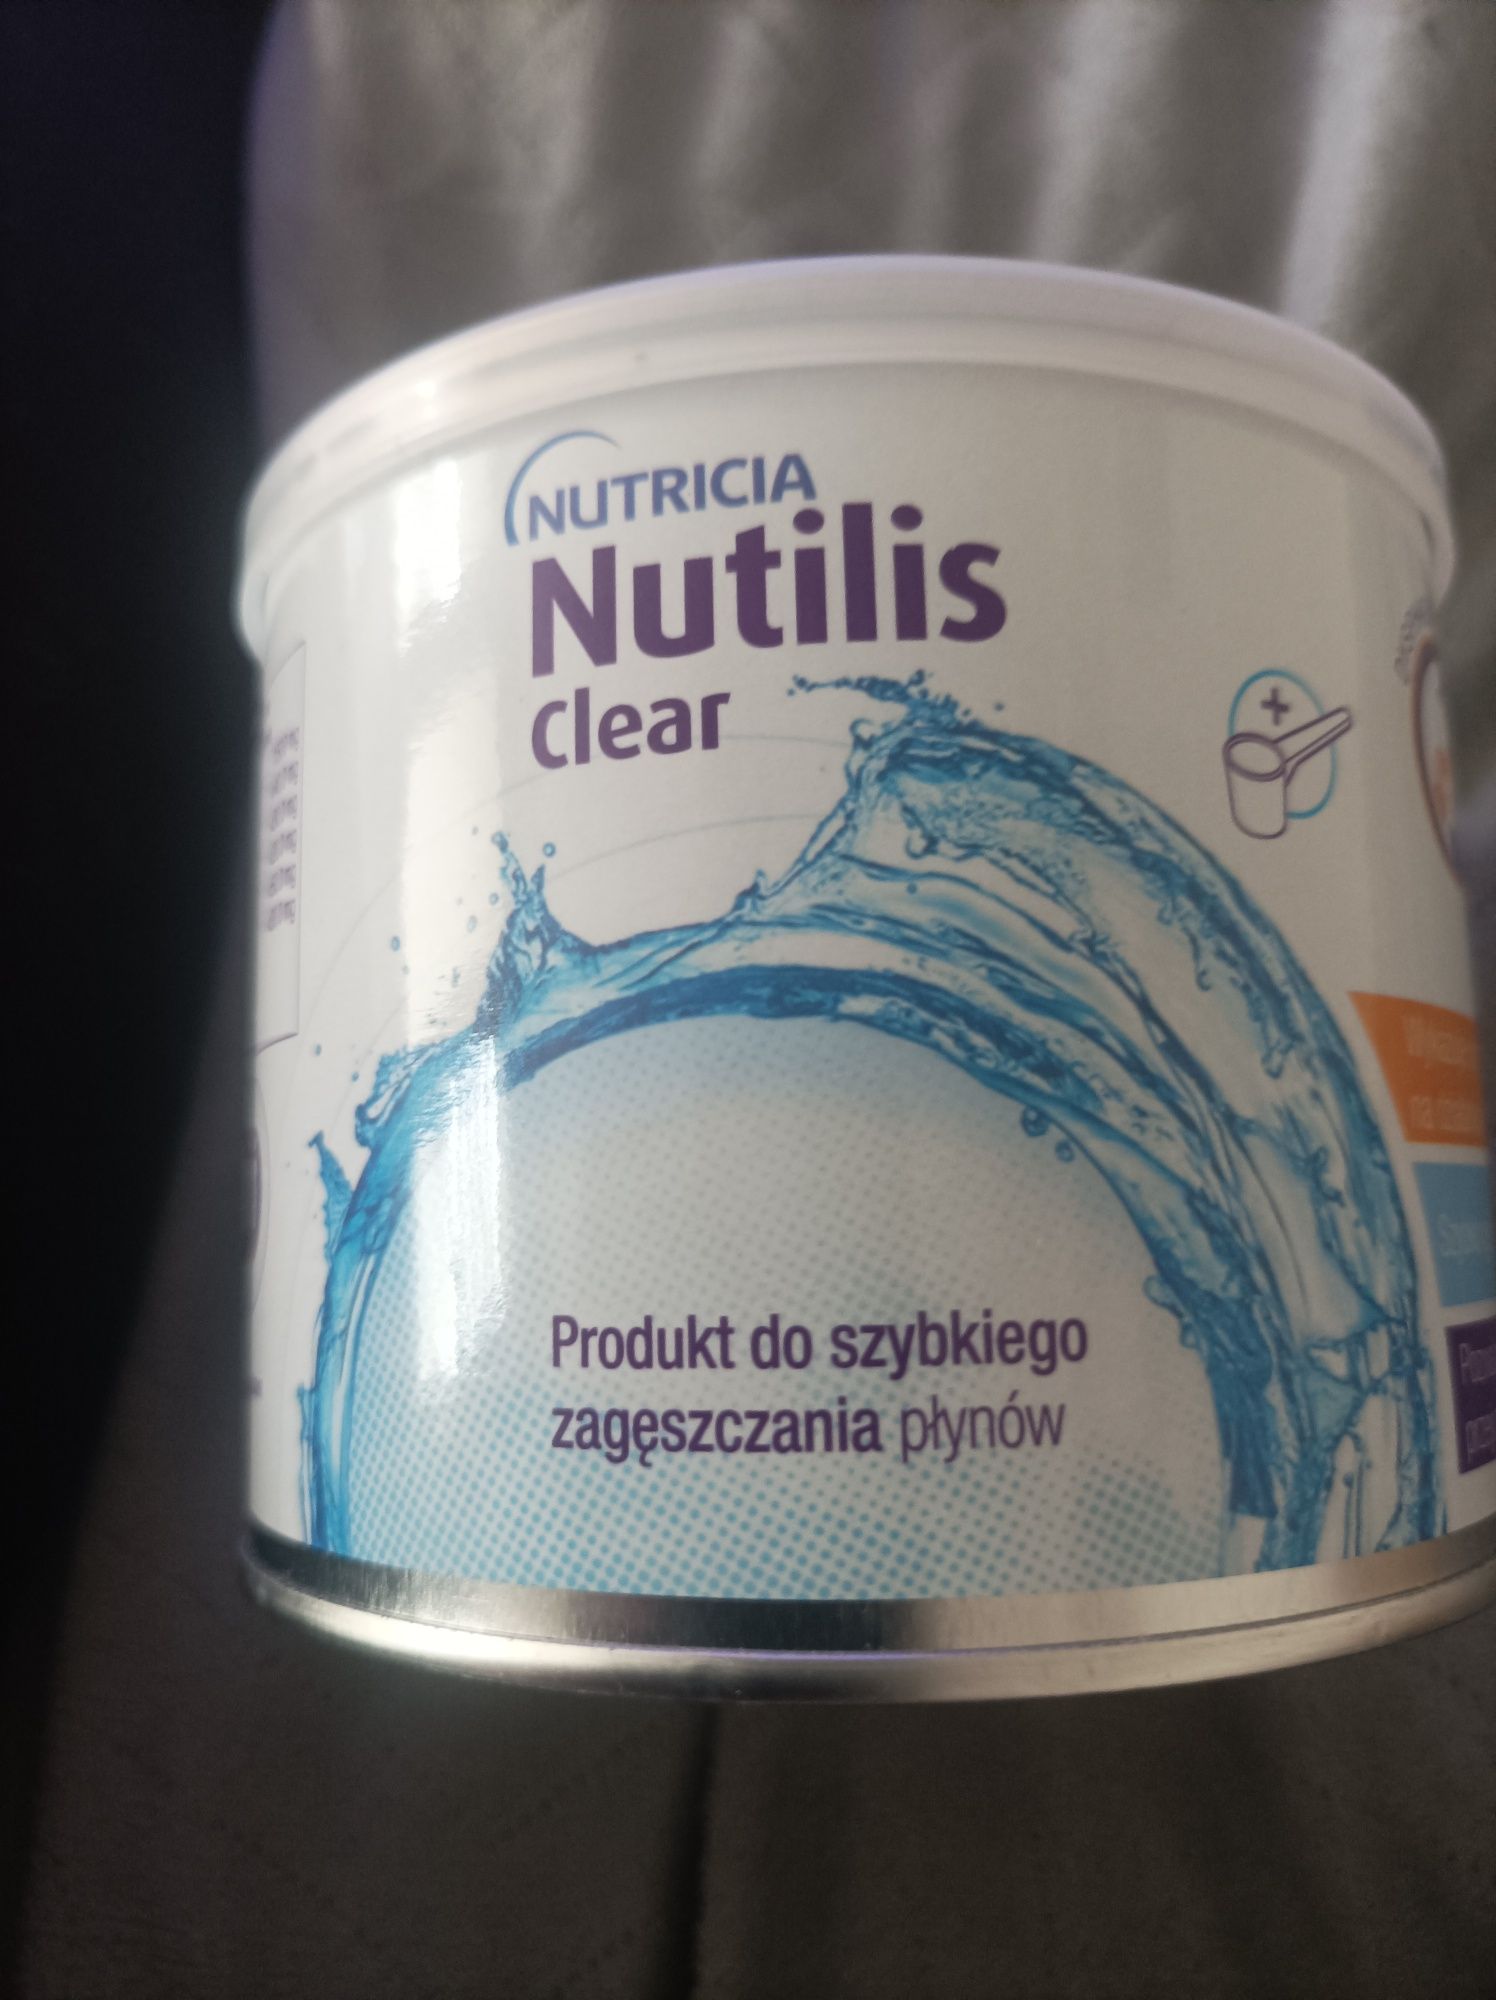 NUTRICIA
Nutilis
Clear
Produkt do szybkiego
zagęszczania płynów